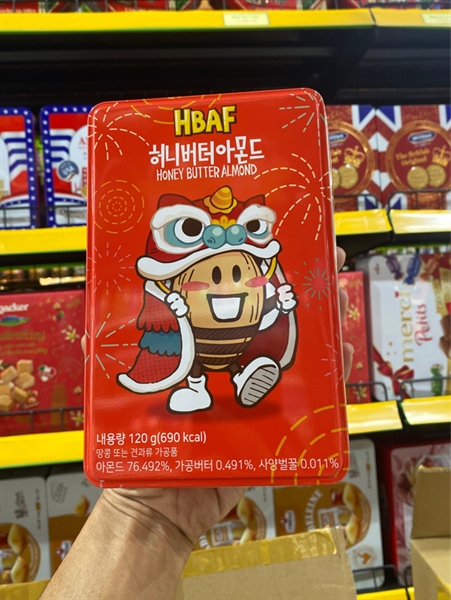 HBAF
허니버터아몬드
HONEY BUTTER ALMOND
내용량 120 g(690 kcal)
땅콩 또는 견과류 가공품
아몬드 76.492%, 가공버터 0.491%, 사양벌꿀 0.011%
merci
Petits